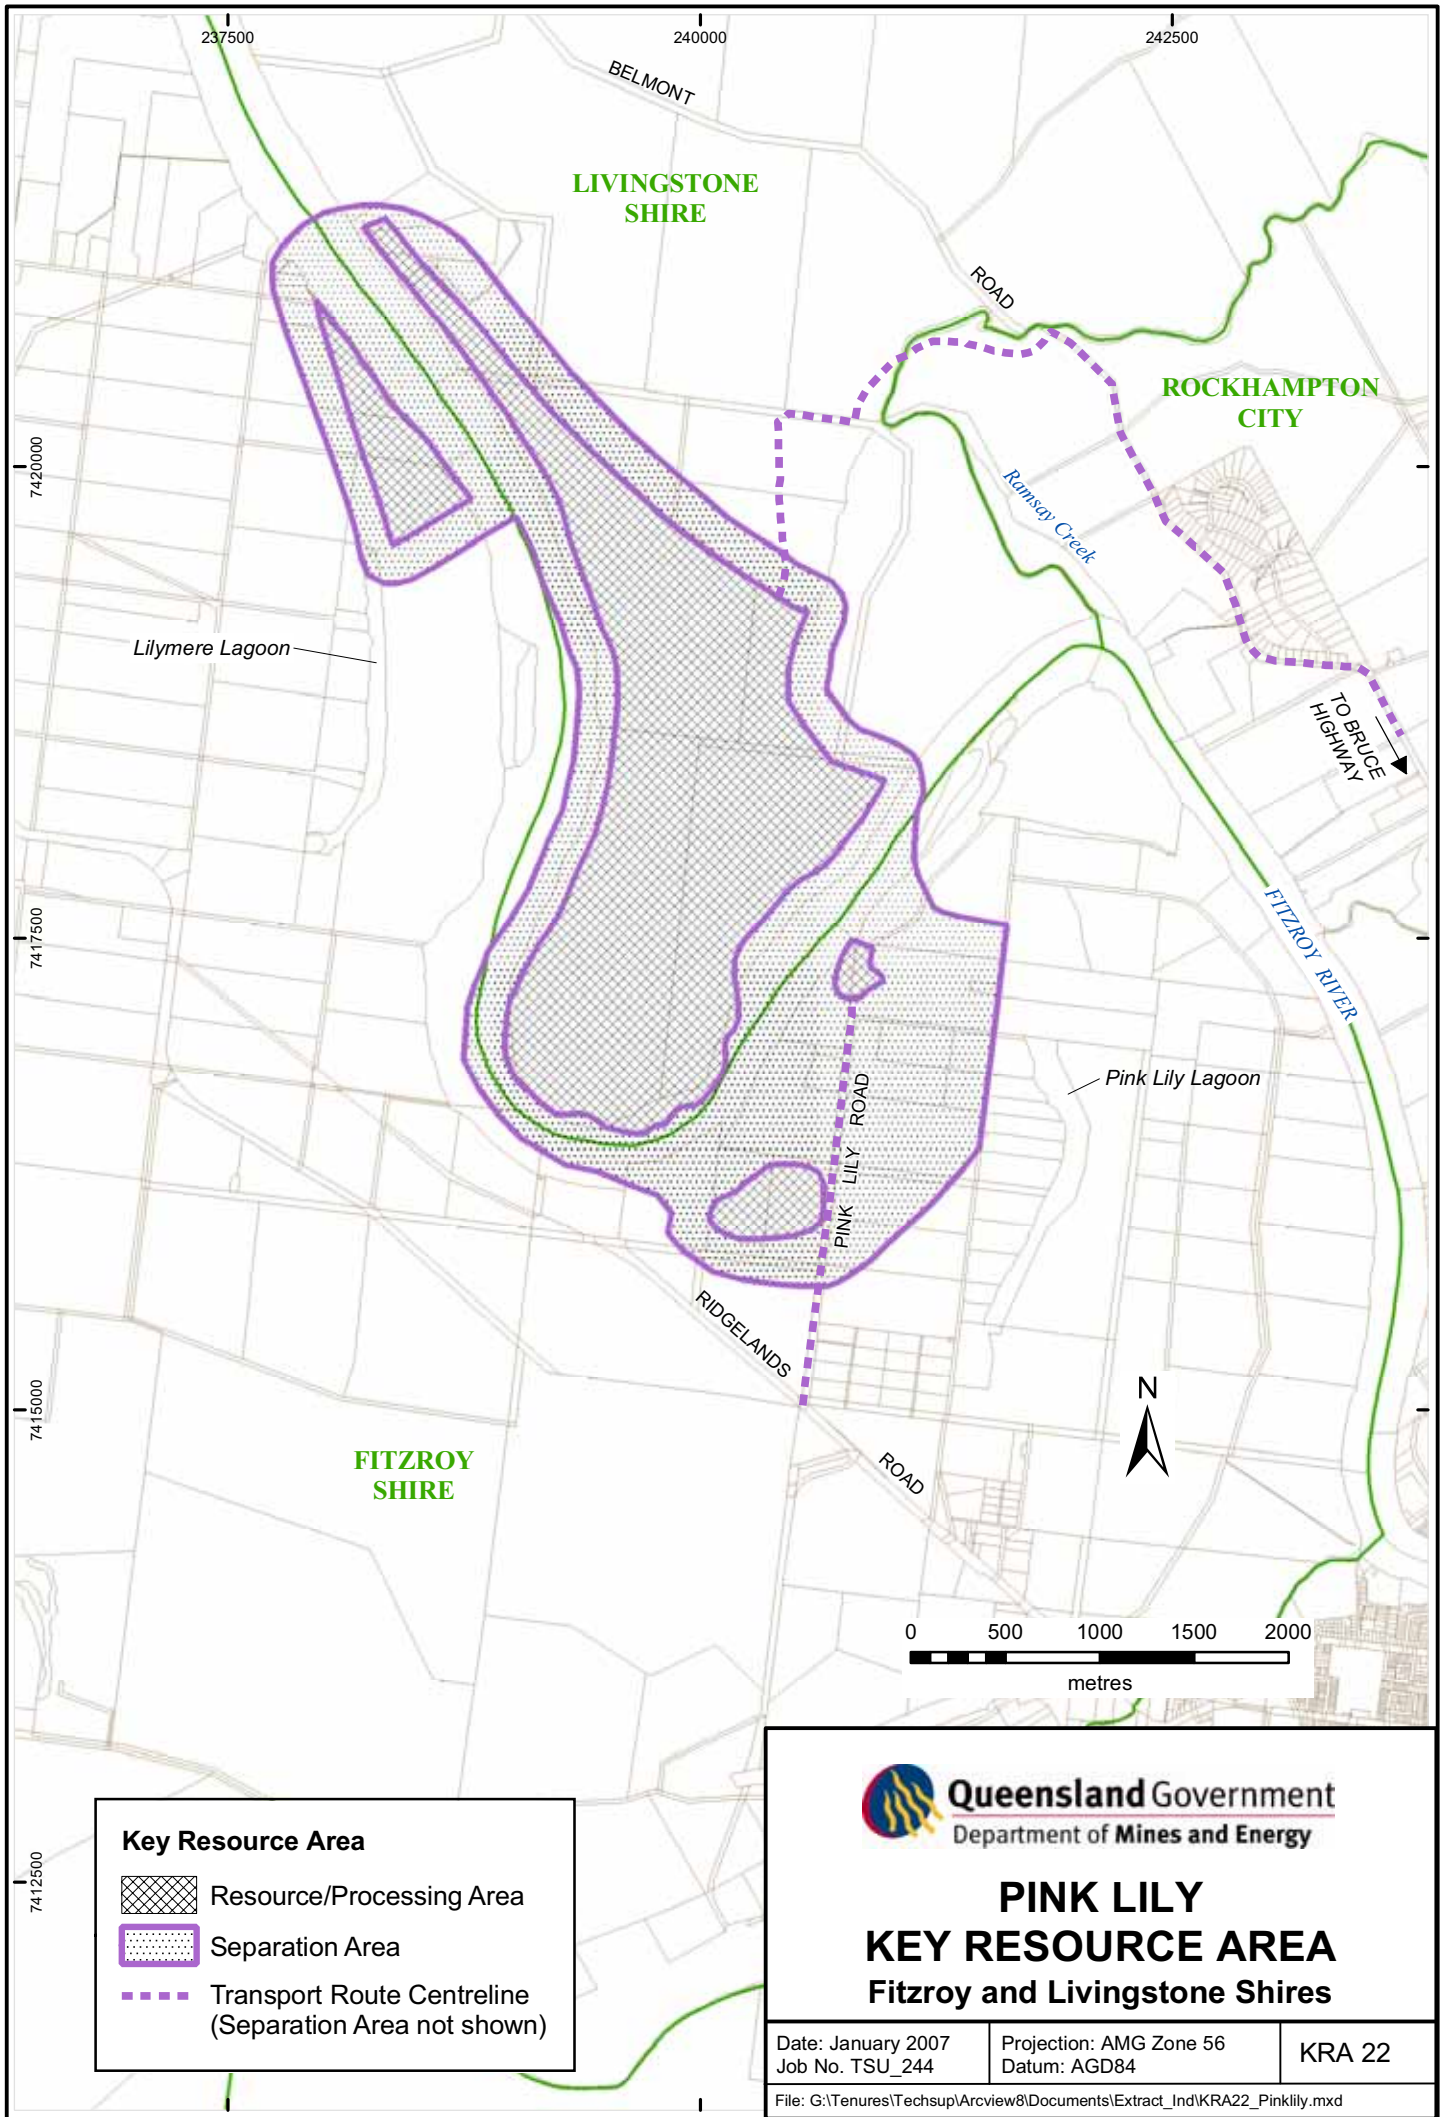 237500
240000
242500
BELMONT
LIVINGSTONE
SHIRE
ROAD
ROCKHAMPTON
CITY
7420000
Ramsay Creek
Lilymere Lagoon
TO BRUCE
HIGHWAY
7417500
FITZROY RIVER
Pink Lily Lagoon
PINK LILY ROAD
RIDGELANDS
7415000
N
FITZROY
SHIRE
ROAD
0 500 1000 1500 2000
metres
7412500
Key Resource Area
Resource/Processing Area
Separation Area
Transport Route Centreline
(Separation Area not shown)
Queensland Government
Department of Mines and Energy
PINK LILY
KEY RESOURCE AREA
Fitzroy and Livingstone Shires
Date: January 2007
Job No. TSU_244
Projection: AMG Zone 56
Datum: AGD84
KRA 22
File: G:\Tenures\Techsup\Arcview8\Documents\Extract_Ind\KRA22_Pinklily.mxd